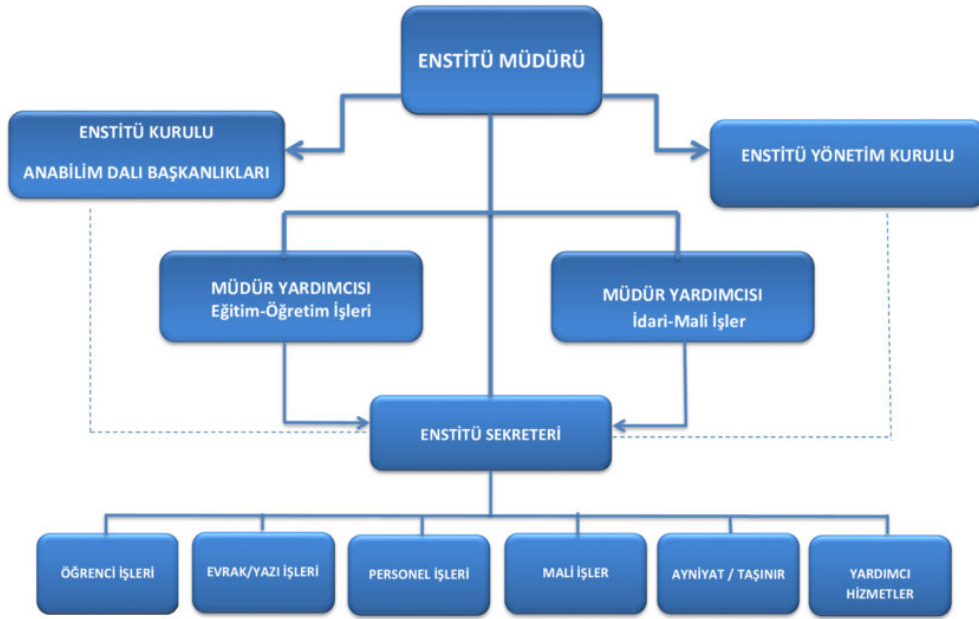 ENSTİTÜ MÜDÜRÜ
ENSTİTÜ KURULU
ANABİLİM DALI BAŞKANLIKLARI
ENSTİTÜ YÖNETİM KURULU
MÜDÜR YARDIMCISI
Eğitim-Öğretim İşleri
MÜDÜR YARDIMCISI
İdari-Mali İşler
ENSTİTÜ SEKRETERİ
ÖĞRENCİ İŞLERİ
EVRAK/YAZI İŞLERİ
PERSONEL İŞLERİ
MALİ İŞLER
AYNİYAT / TAŞINIR
YARDIMCI
HİZMETLER